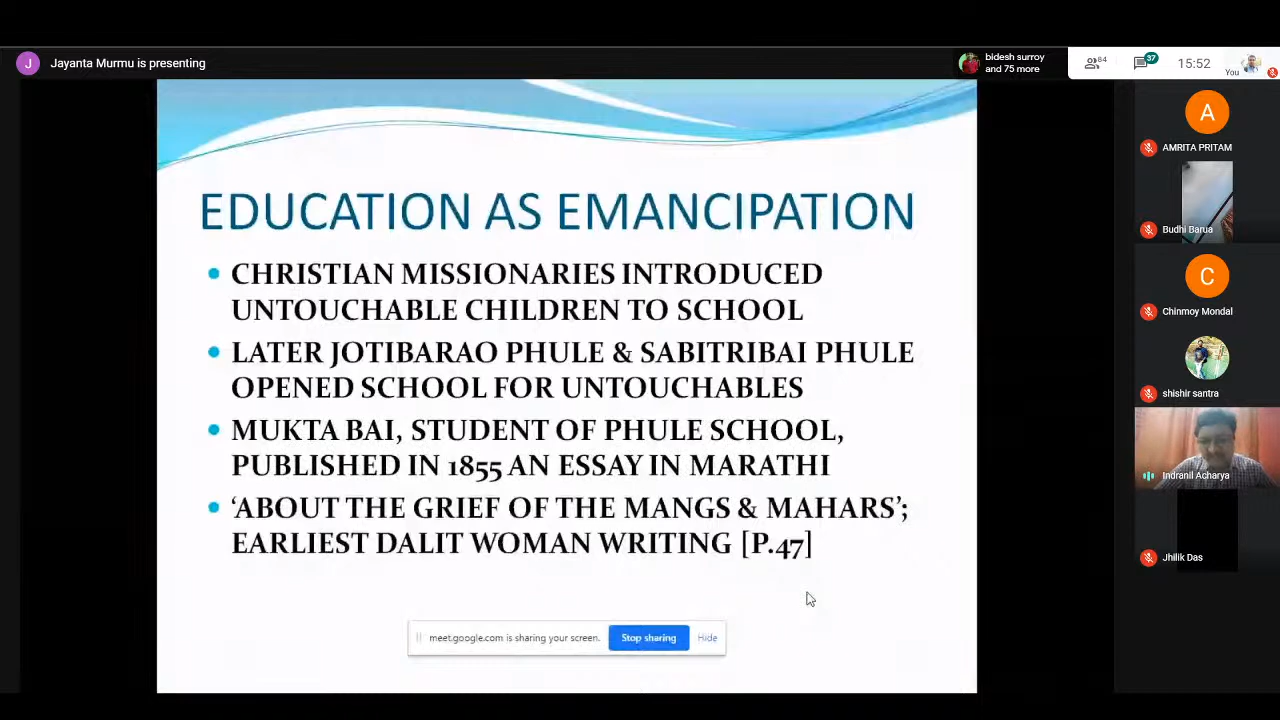 J Jayanta Murmu is presenting
bidesh surroy
and 75 more
84
37
15:52
You
A
AMRITA PRITAM
Budhi Barua
C
Chinmoy Mondal
shishir santra
Indranil Acharya
Jhilik Das
EDUCATION AS EMANCIPATION
• CHRISTIAN MISSIONARIES INTRODUCED
UNTOUCHABLE CHILDREN TO SCHOOL
• LATER JOTIBARAO PHULE & SABITRIBAI PHULE
OPENED SCHOOL FOR UNTOUCHABLES
• MUKTA BAI, STUDENT OF PHULE SCHOOL,
PUBLISHED IN 1855 AN ESSAY IN MARATHI
• ‘ABOUT THE GRIEF OF THE MANGS & MAHARS’;
EARLIEST DALIT WOMAN WRITING [P.47]
meet.google.com is sharing your screen. Stop sharing Hide